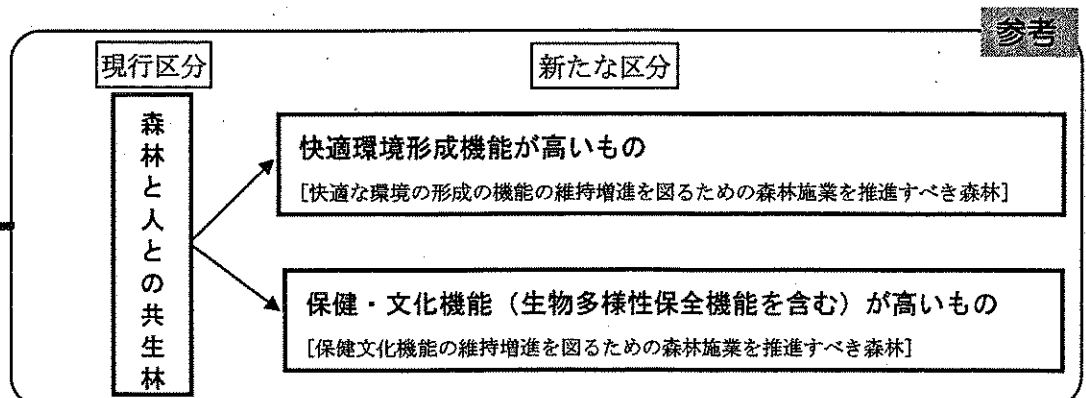 参考
現行区分
新たな区分
森林と人との共生林
快適環境形成機能が高いもの
[快適な環境の形成の機能の維持増進を図るための森林施業を推進すべき森林]
保健・文化機能（生物多様性保全機能を含む）が高いもの
[保健文化機能の維持増進を図るための森林施業を推進すべき森林]